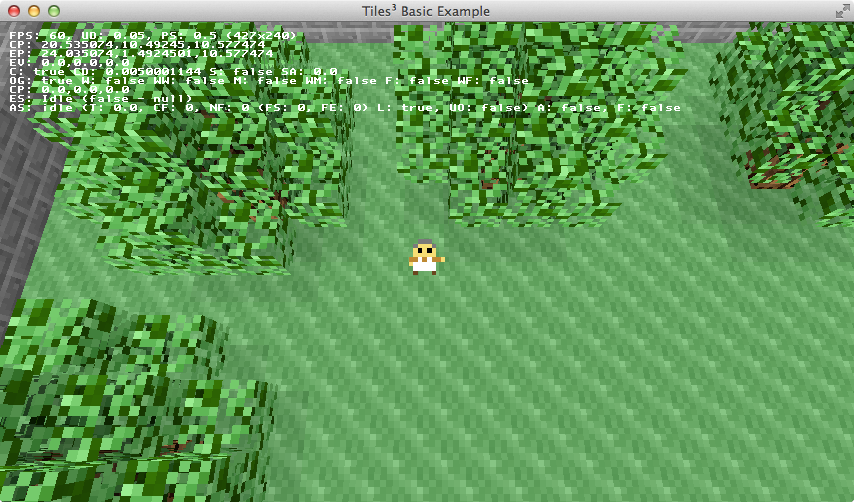 Tiles³ Basic Example
FPS: 60, UD: 0.05, PS: 0.5 (427x240)
CP: 20.535074,10.49245,10.577474
EP: 24.035074,1.4924501,10.577474
EV: 0.0,0.0,0.0
C: true CD: 0.0050001144 S: false SA: 0.0
OG: true W: false WW: false M: false WM: false F: false WF: false
CP: 0.0,0.0,0.0
ES: Idle (false - null)
AS: idle (T: 0.0, CF: 0, NF: 0 (FS: 0, FE: 0) L: true, UO: false) A: false, F: false